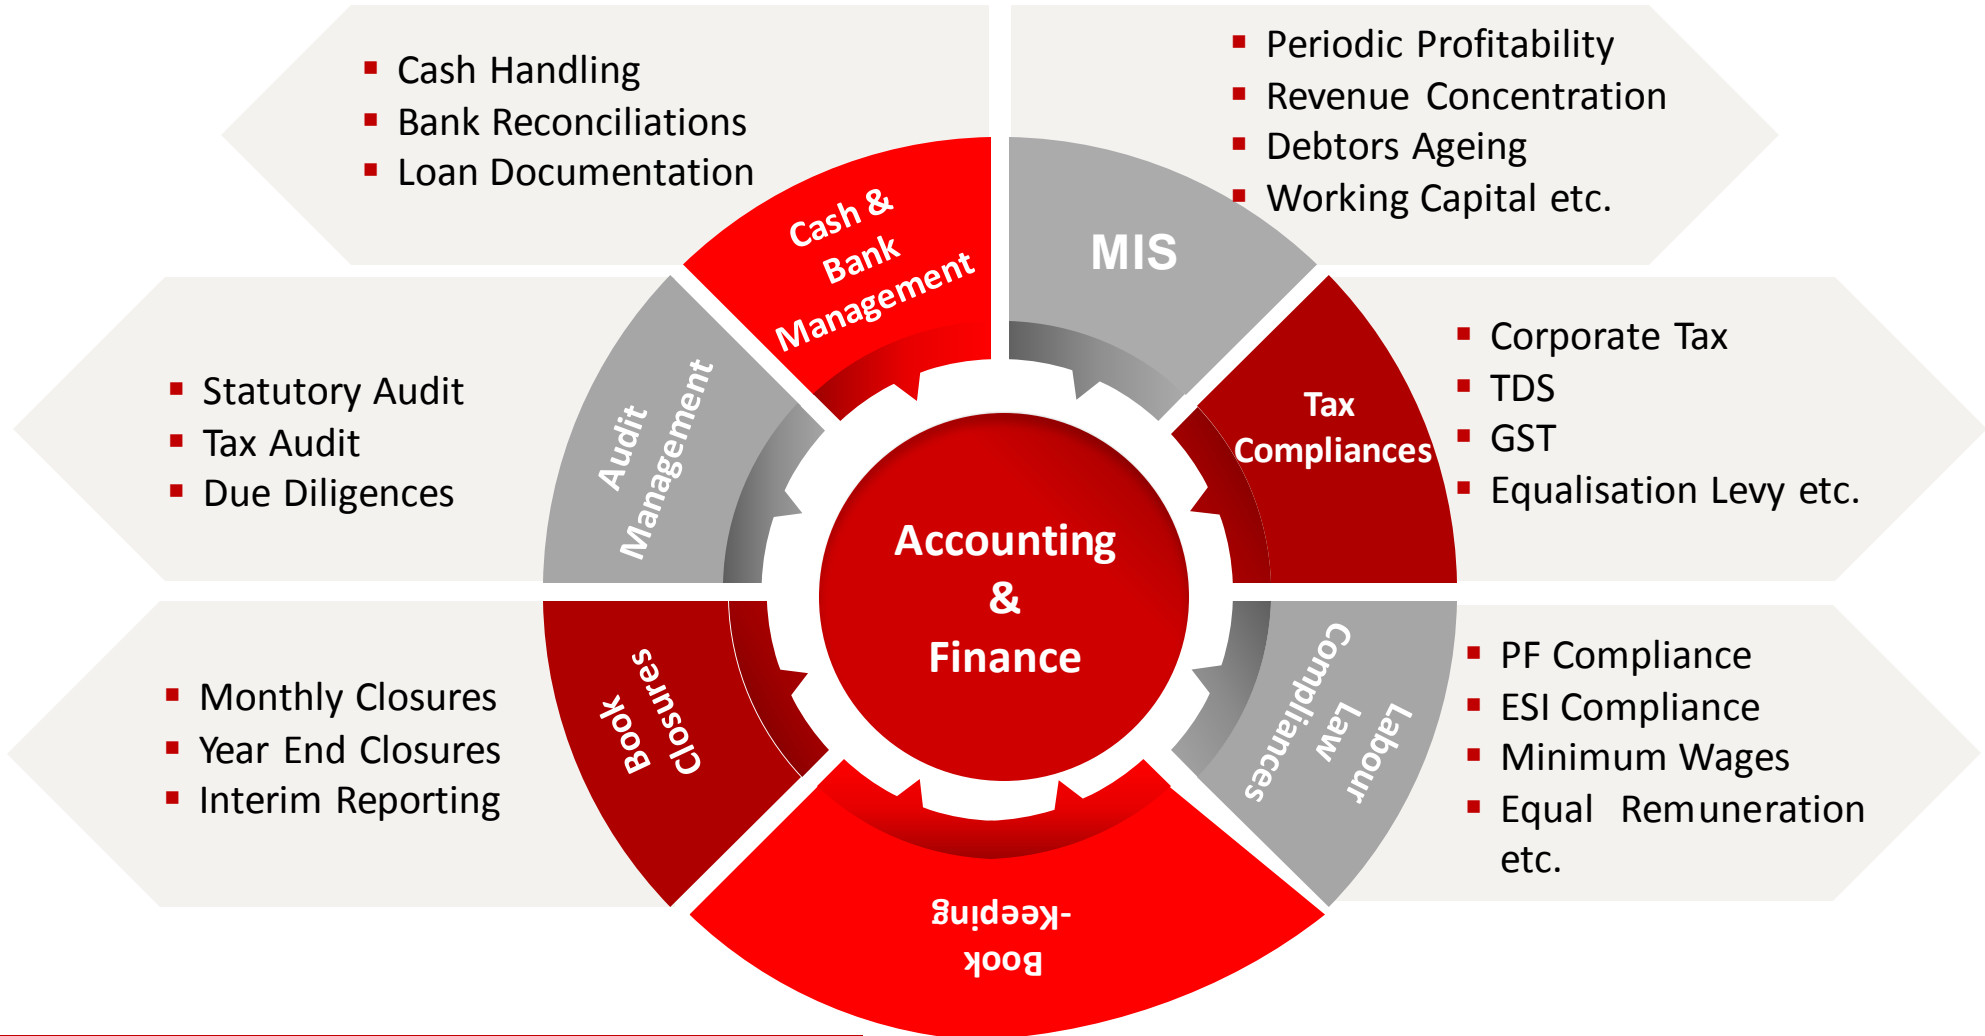 Cash Handling
Bank Reconciliations
Loan Documentation
Periodic Profitability
Revenue Concentration
Debtors Ageing
Working Capital etc.
Cash &
Bank
Management
MIS
Statutory Audit
Tax Audit
Due Diligences
Audit
Management
Tax
Compliances
Corporate Tax
TDS
GST
Equalisation Levy etc.
Accounting
&
Finance
Monthly Closures
Year End Closures
Interim Reporting
Book
Closures
Labour
Law
Compliances
PF Compliance
ESI Compliance
Minimum Wages
Equal Remuneration
etc.
Book
-Keeping